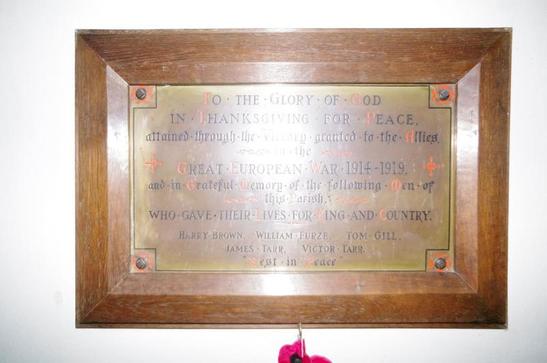 To · the · Glory · of · God
in · Thanksgiving · for · Peace,
attained · through · the · Victory · granted · to · the · Allies
in · the
Great · European · War · 1914-1919,
and · in · Grateful · Memory · of · the · following · Men · of
this · Parish,
who · gave · their · Lives · for · King · and · Country.
Harry · Brown, William · Furze, Tom · Gill,
James · Tarr, Victor · Tarr.
"Rest · in · Peace"